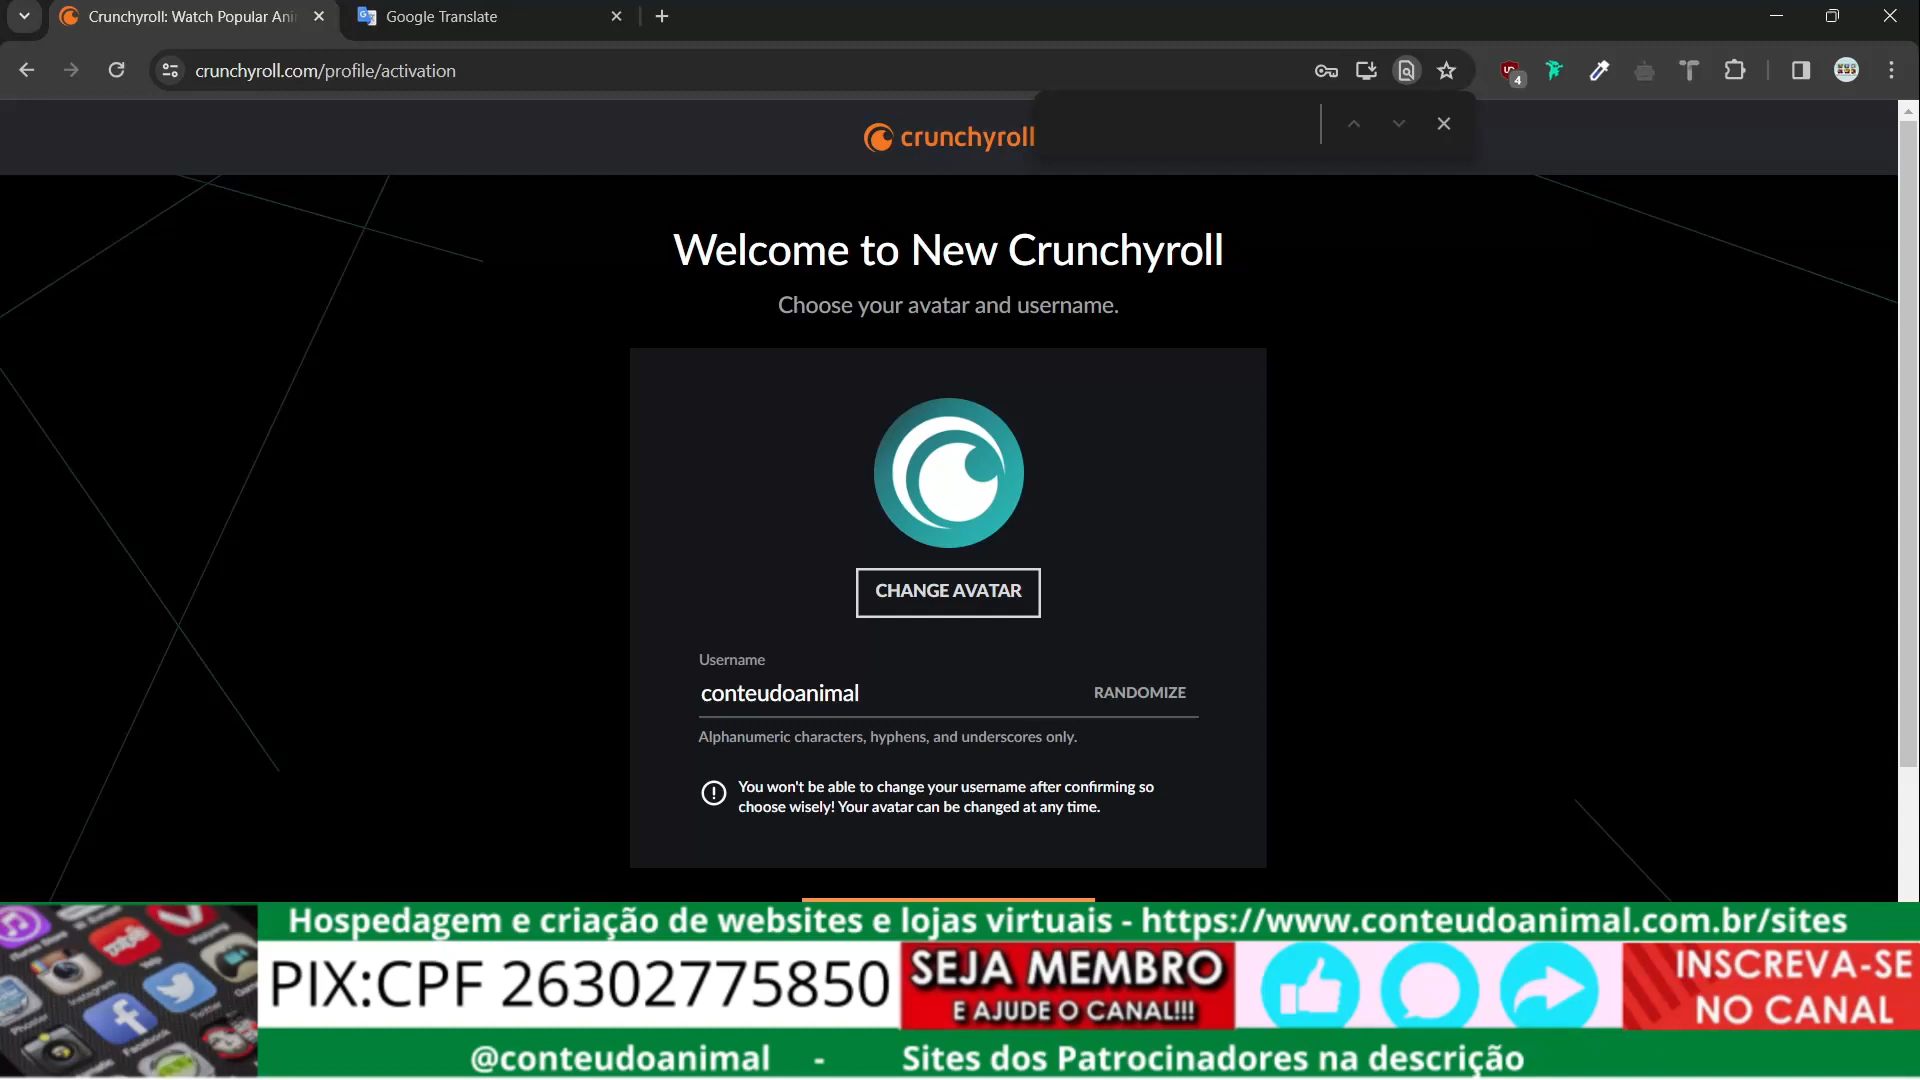 Crunchyroll: Watch Popular Ani
Google Translate
crunchyroll.com/profile/activation
4
crunchyroll
Welcome to New Crunchyroll
Choose your avatar and username.
CHANGE AVATAR
Username
conteudoanimal
RANDOMIZE
Alphanumeric characters, hyphens, and underscores only.
You won't be able to change your username after confirming so
choose wisely! Your avatar can be changed at any time.
Hospedagem e criação de websites e lojas virtuais - https://www.conteudoanimal.com.br/sites
PIX:CPF 26302775850
SEJA MEMBRO
E AJUDE O CANAL!!!
INSCREVA-SE
NO CANAL
@conteudoanimal - Sites dos Patrocinadores na descrição